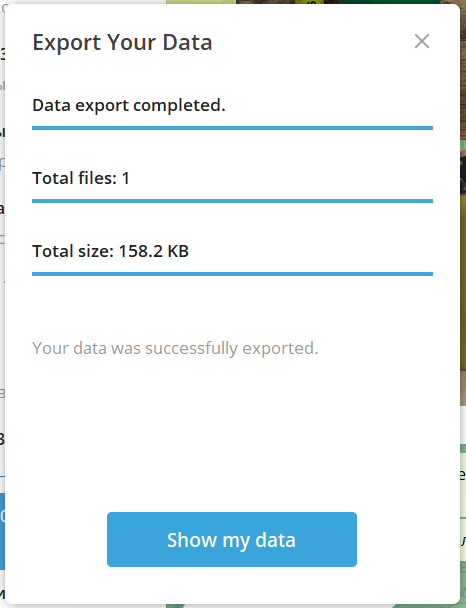 Export Your Data
Data export completed.
Total files: 1
Total size: 158.2 KB
Your data was successfully exported.
Show my data